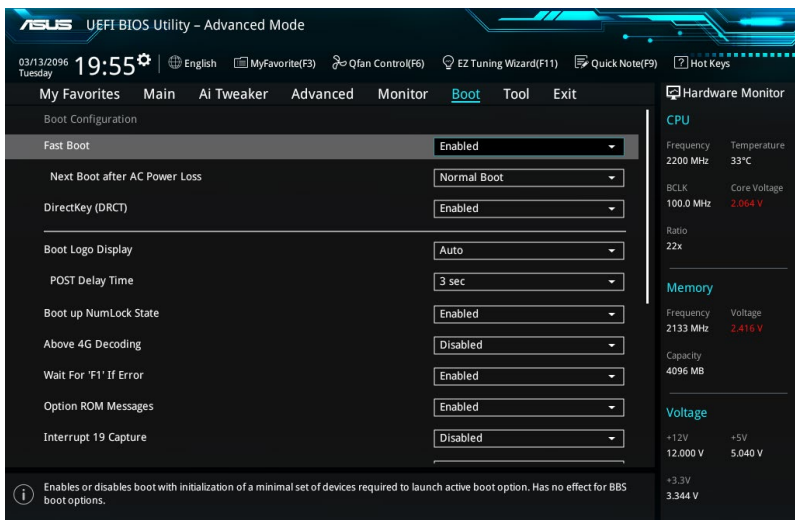 ASUS UEFI BIOS Utility – Advanced Mode
03/13/2096
Tuesday
19:55
English
MyFavorite(F3)
Qfan Control(F6)
EZ Tuning Wizard(F11)
Quick Note(F9)
? Hot Keys
My Favorites Main Ai Tweaker Advanced Monitor Boot Tool Exit
Boot Configuration
Fast Boot Enabled
Next Boot after AC Power Loss Normal Boot
DirectKey (DRCT) Enabled
Boot Logo Display Auto
POST Delay Time 3 sec
Boot up NumLock State Enabled
Above 4G Decoding Disabled
Wait For 'F1' If Error Enabled
Option ROM Messages Enabled
Interrupt 19 Capture Disabled
Enables or disables boot with initialization of a minimal set of devices required to launch active boot option. Has no effect for BBS
boot options.
Hardware Monitor
CPU
Frequency Temperature
2200 MHz 33°C
BCLK Core Voltage
100.0 MHz 2.064 V
Ratio
22x
Memory
Frequency Voltage
2133 MHz 2.416 V
Capacity
4096 MB
Voltage
+12V +5V
12.000 V 5.040 V
+3.3V
3.344 V